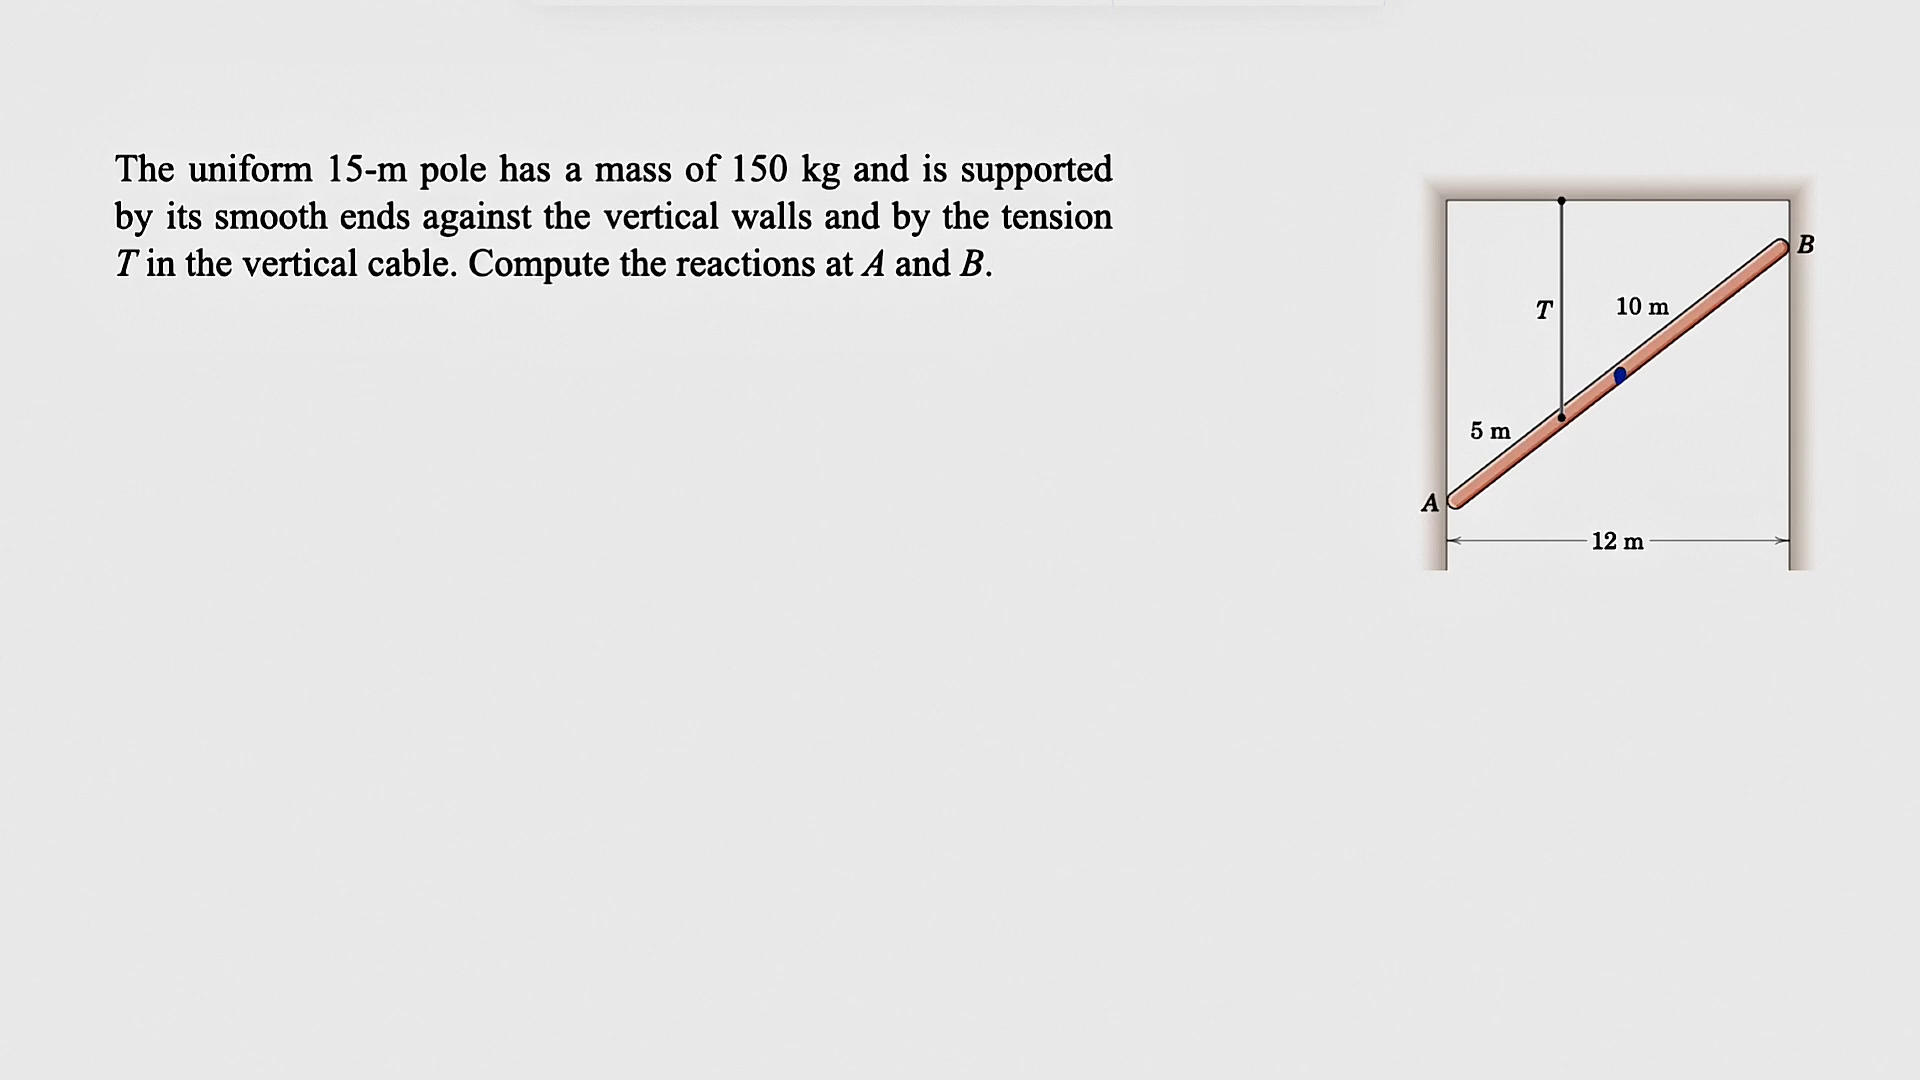 The uniform 15-m pole has a mass of 150 kg and is supported
by its smooth ends against the vertical walls and by the tension
T in the vertical cable. Compute the reactions at A and B.
B
T
10 m
5 m
A
12 m